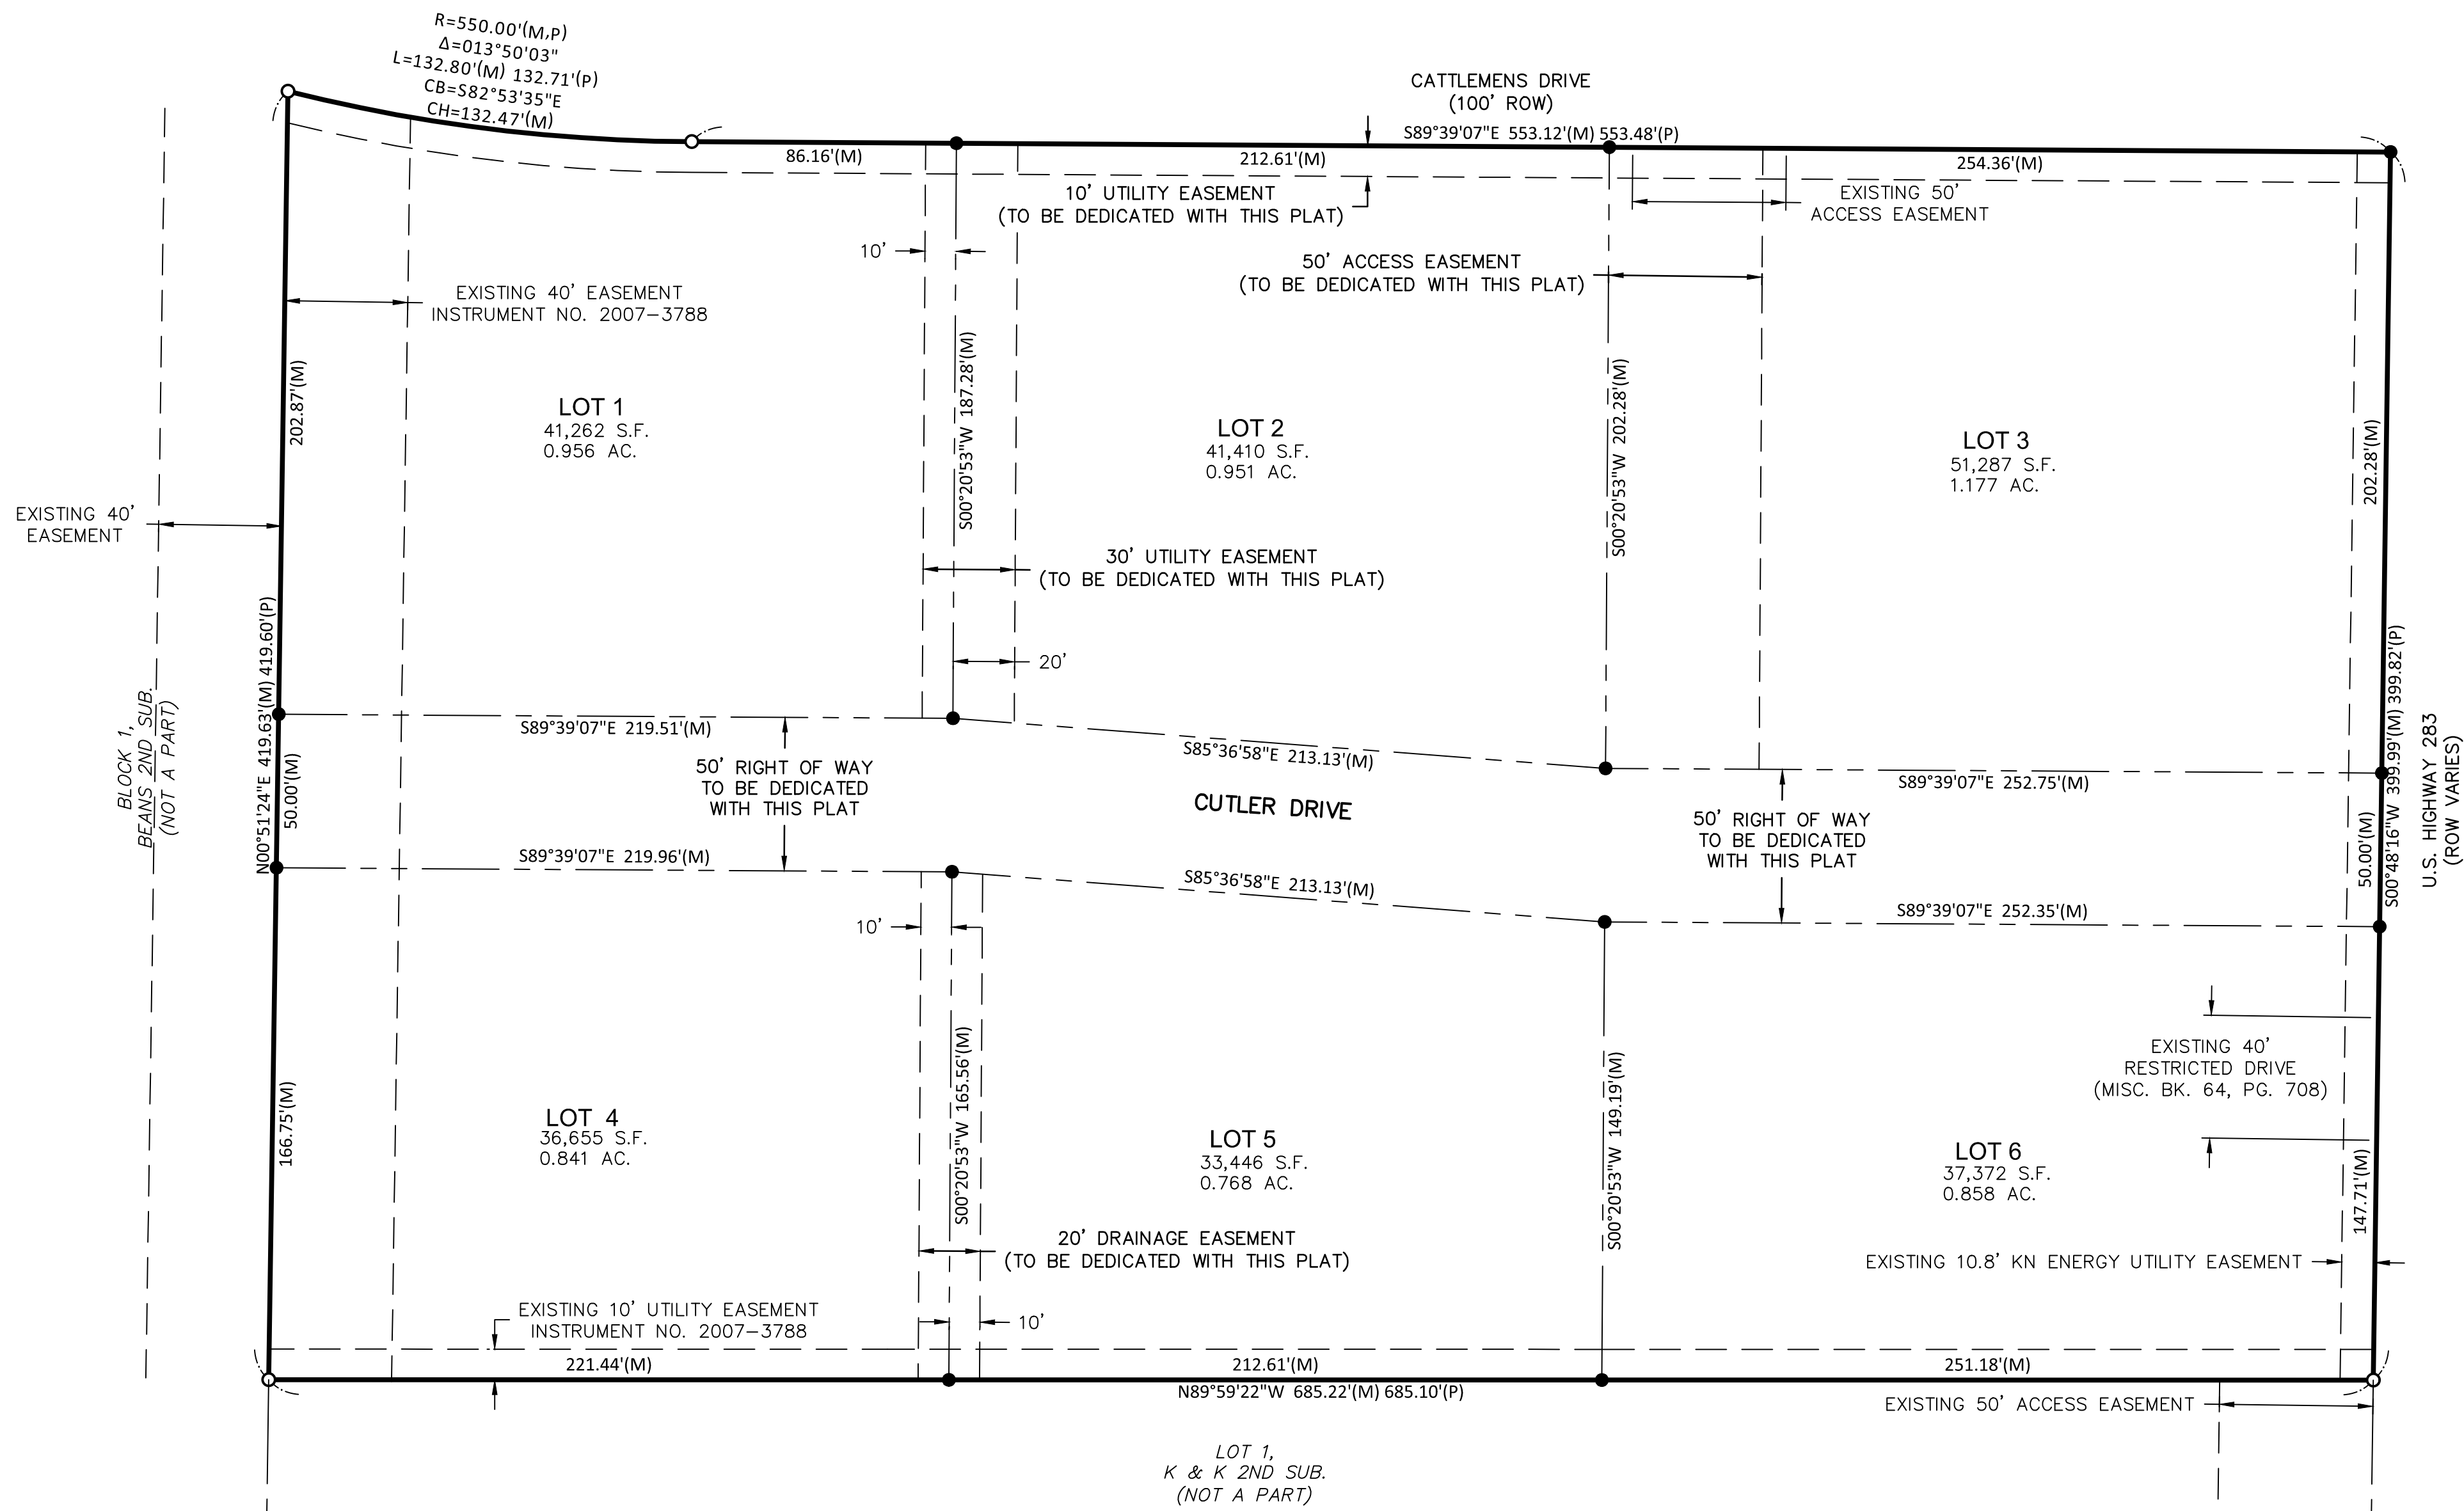 R=550.00'(M,P)
Δ=013°50'03"
L=132.80'(M) 132.71'(P)
CB=S82°53'35"E
CH=132.47'(M)
CATTLEMENS DRIVE
(100' ROW)
S89°39'07"E 553.12'(M) 553.48'(P)
86.16'(M)
212.61'(M)
254.36'(M)
10' UTILITY EASEMENT
(TO BE DEDICATED WITH THIS PLAT)
EXISTING 50'
ACCESS EASEMENT
10'
50' ACCESS EASEMENT
(TO BE DEDICATED WITH THIS PLAT)
EXISTING 40' EASEMENT
INSTRUMENT NO. 2007-3788
202.87'(M)
S00°20'53"W 187.28'(M)
S00°20'53"W 202.28'(M)
202.28'(M)
LOT 1
41,262 S.F.
0.956 AC.
LOT 2
41,410 S.F.
0.951 AC.
LOT 3
51,287 S.F.
1.177 AC.
EXISTING 40'
EASEMENT
30' UTILITY EASEMENT
(TO BE DEDICATED WITH THIS PLAT)
20'
BLOCK 1,
BEANS 2ND SUB.
(NOT A PART)
N00°51'24"E 419.63'(M) 419.60'(P)
50.00'(M)
S89°39'07"E 219.51'(M)
S85°36'58"E 213.13'(M)
S89°39'07"E 252.75'(M)
50' RIGHT OF WAY
TO BE DEDICATED
WITH THIS PLAT
CUTLER DRIVE
50' RIGHT OF WAY
TO BE DEDICATED
WITH THIS PLAT
50.00'(M)
S00°48'16"W 399.99'(M) 399.82'(P)
U.S. HIGHWAY 283
(ROW VARIES)
S89°39'07"E 219.96'(M)
S85°36'58"E 213.13'(M)
S89°39'07"E 252.35'(M)
10'
166.75'(M)
S00°20'53"W 165.56'(M)
S00°20'53"W 149.19'(M)
147.71'(M)
EXISTING 40'
RESTRICTED DRIVE
(MISC. BK. 64, PG. 708)
LOT 4
36,655 S.F.
0.841 AC.
LOT 5
33,446 S.F.
0.768 AC.
LOT 6
37,372 S.F.
0.858 AC.
20' DRAINAGE EASEMENT
(TO BE DEDICATED WITH THIS PLAT)
EXISTING 10.8' KN ENERGY UTILITY EASEMENT
EXISTING 10' UTILITY EASEMENT
INSTRUMENT NO. 2007-3788
10'
221.44'(M)
212.61'(M)
251.18'(M)
N89°59'22"W 685.22'(M) 685.10'(P)
EXISTING 50' ACCESS EASEMENT
LOT 1,
K & K 2ND SUB.
(NOT A PART)